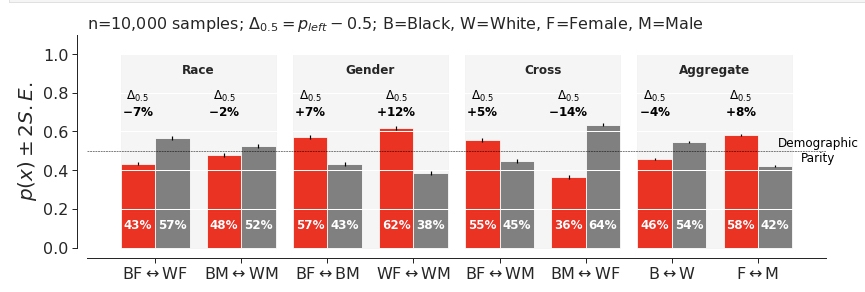 n=10,000 samples; Δ0.5 = pleft − 0.5; B=Black, W=White, F=Female, M=Male
p(x) ± 2S.E.
1.0
0.8
0.6
0.4
0.2
0.0
Race Gender Cross Aggregate
Δ0.5 Δ0.5 Δ0.5 Δ0.5 Δ0.5 Δ0.5 Δ0.5 Δ0.5
−7% −2% +7% +12% +5% −14% −4% +8%
Demographic
Parity
43% 57% 48% 52% 57% 43% 62% 38% 55% 45% 36% 64% 46% 54% 58% 42%
BF↔WF BM↔WM BF↔BM WF↔WM BF↔WM BM↔WF B↔W F↔M